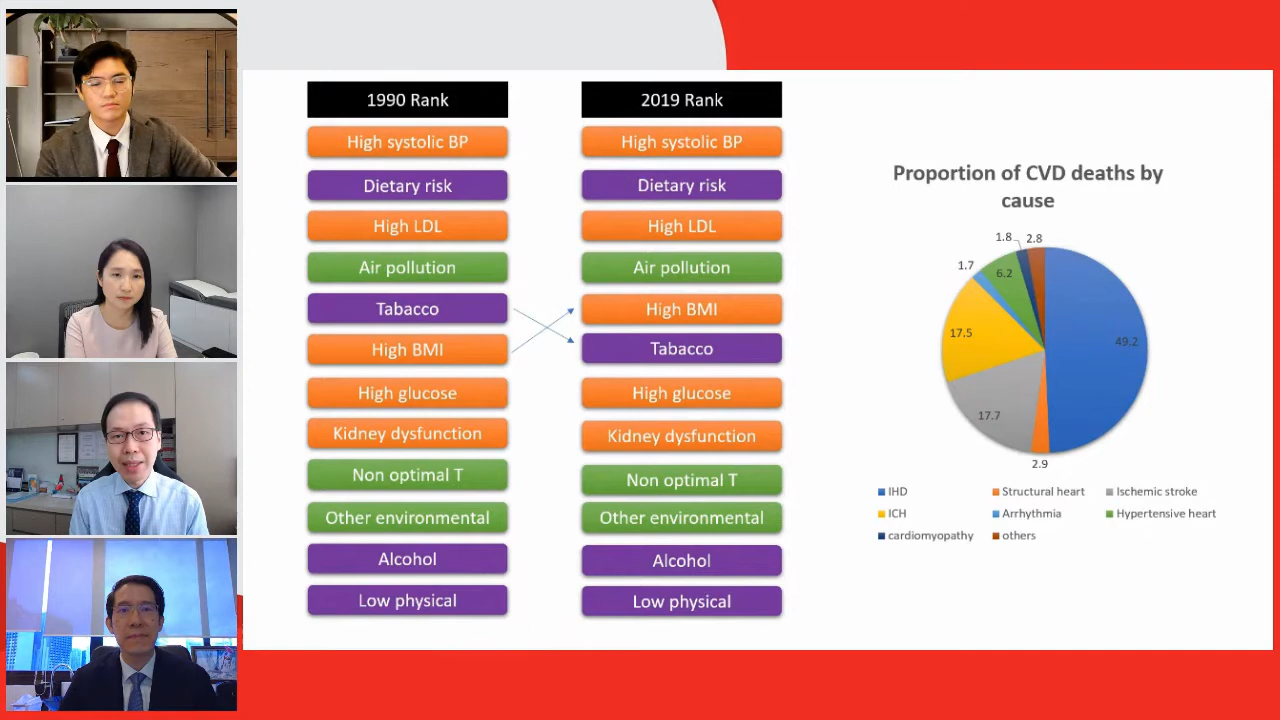 1990 Rank
High systolic BP
Dietary risk
High LDL
Air pollution
Tabacco
High BMI
High glucose
Kidney dysfunction
Non optimal T
Other environmental
Alcohol
Low physical
2019 Rank
High systolic BP
Dietary risk
High LDL
Air pollution
High BMI
Tabacco
High glucose
Kidney dysfunction
Non optimal T
Other environmental
Alcohol
Low physical
Proportion of CVD deaths by
cause
1.8
2.8
1.7
6.2
17.5
49.2
17.7
2.9
IHD
Structural heart
Ischemic stroke
ICH
Arrhythmia
Hypertensive heart
cardiomyopathy
others